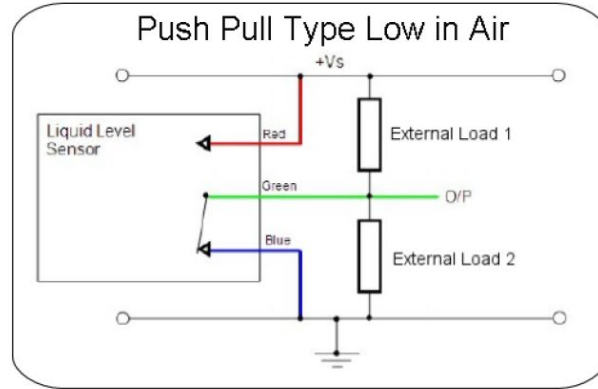 Push Pull Type Low in Air
+Vs
Liquid Level
Sensor
Red
External Load 1
Green
O/P
Blue
External Load 2